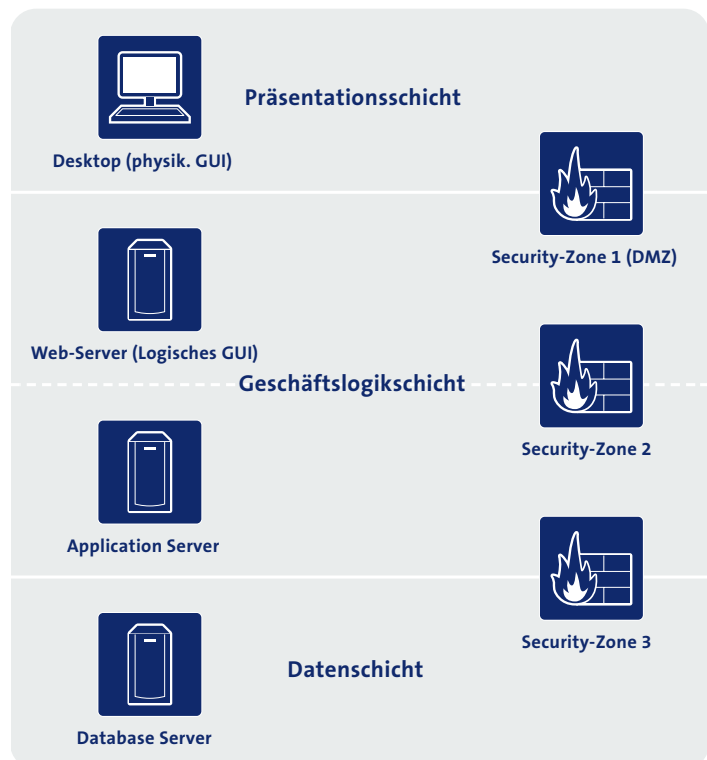 Präsentationsschicht
Desktop (physik. GUI)
Security-Zone 1 (DMZ)
Web-Server (Logisches GUI)
Geschäftslogikschicht
Security-Zone 2
Application Server
Security-Zone 3
Datenschicht
Database Server